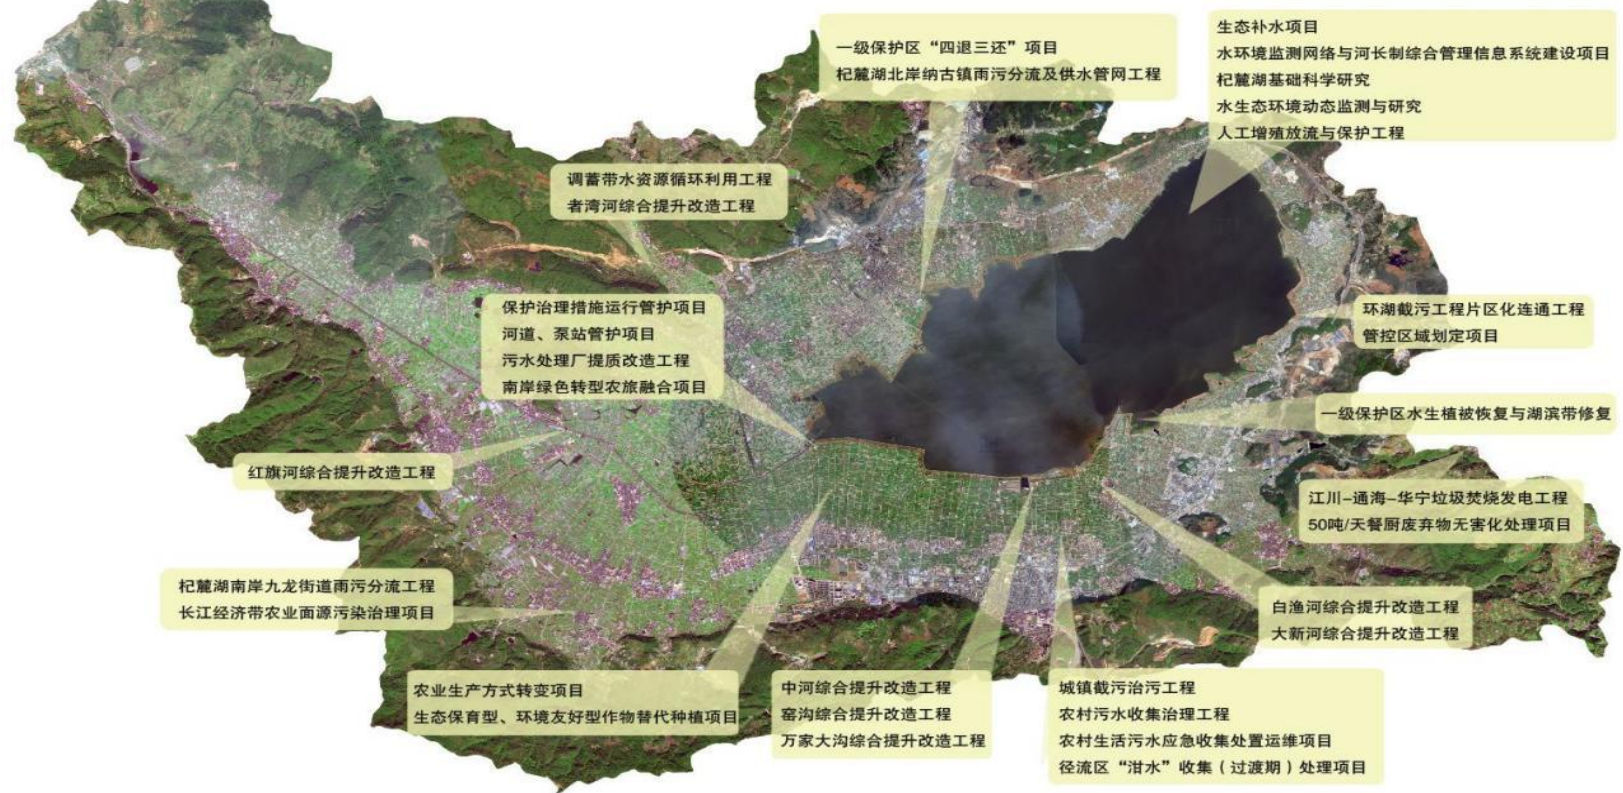 一级保护区“四退三还”项目
杞麓湖北岸纳古镇雨污分流及供水管网工程
生态补水项目
水环境监测网络与河长制综合管理信息系统建设项目
杞麓湖基础科学研究
水生态环境动态监测与研究
人工增殖放流与保护工程
调蓄带水资源循环利用工程
者湾河综合提升改造工程
保护治理措施运行管护项目
河道、泵站管护项目
污水处理厂提质改造工程
南岸绿色转型农旅融合项目
环湖截污工程片区化连通工程
管控区域划定项目
一级保护区水生植被恢复与湖滨带修复
红旗河综合提升改造工程
江川-通海-华宁垃圾焚烧发电工程
50吨/天餐厨废弃物无害化处理项目
杞麓湖南岸九龙街道雨污分流工程
长江经济带农业面源污染治理项目
白渔河综合提升改造工程
大新河综合提升改造工程
农业生产方式转变项目
生态保育型、环境友好型作物替代种植项目
中河综合提升改造工程
窑沟综合提升改造工程
万家大沟综合提升改造工程
城镇截污治污工程
农村污水收集治理工程
农村生活污水应急收集处置运维项目
径流区“泔水”收集（过渡期）处理项目